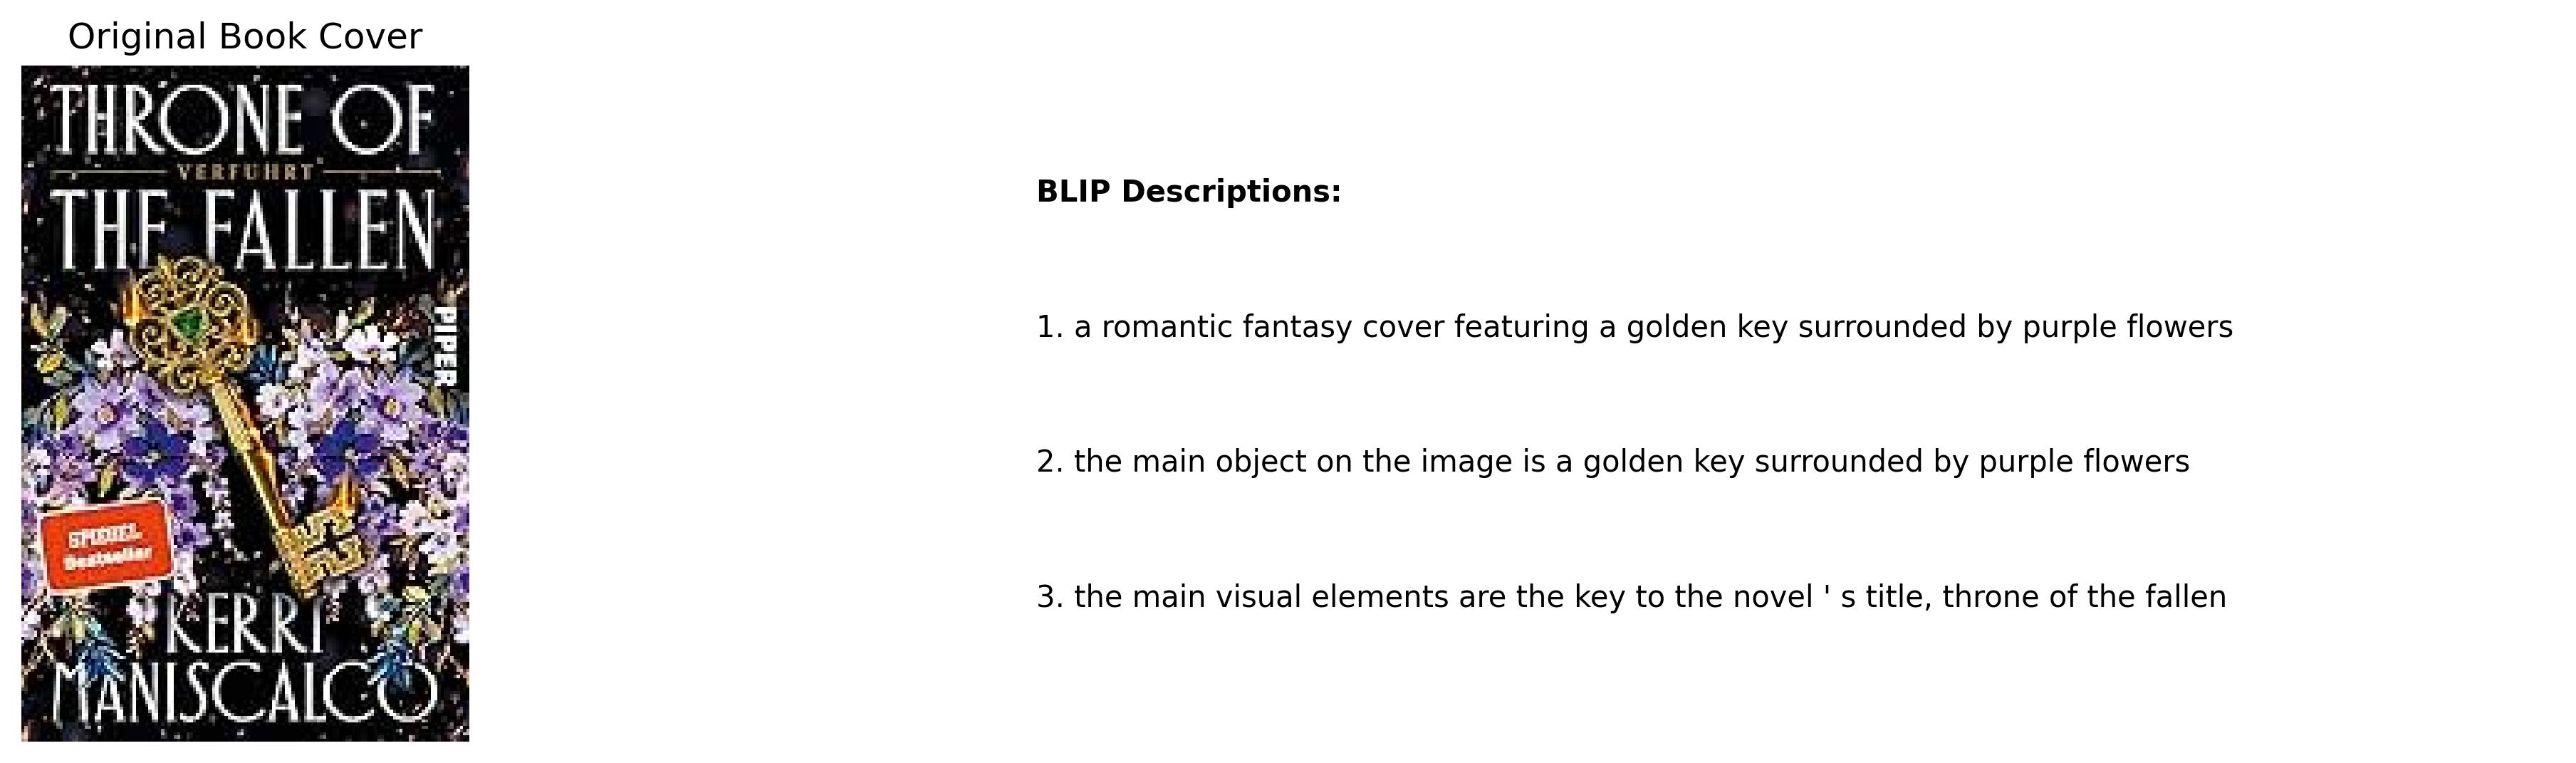 Original Book Cover
THRONE OF
VERFÜHRT
THE FALLEN
PIPER
SPIEGEL
Bestseller
KERRI
MANISCALCO
BLIP Descriptions:
1. a romantic fantasy cover featuring a golden key surrounded by purple flowers
2. the main object on the image is a golden key surrounded by purple flowers
3. the main visual elements are the key to the novel ' s title, throne of the fallen